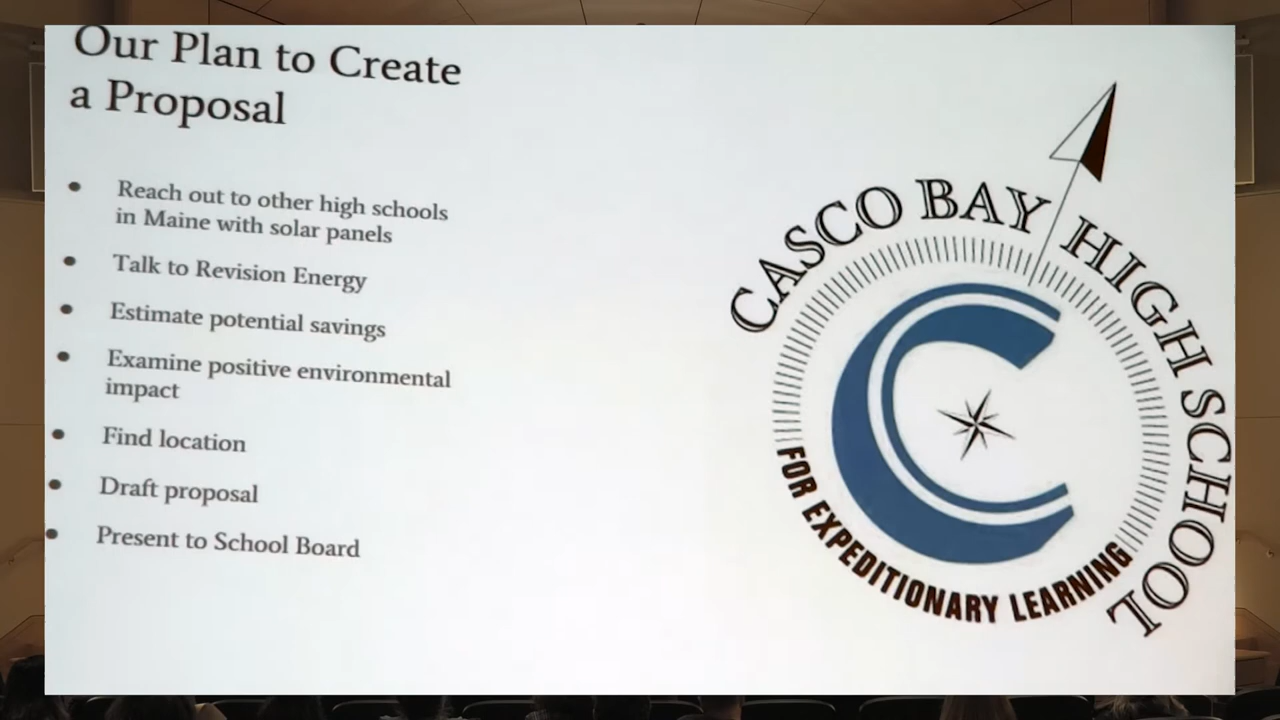 Our Plan to Create
a Proposal
• Reach out to other high schools
in Maine with solar panels
• Talk to Revision Energy
• Estimate potential savings
• Examine positive environmental
impact
• Find location
• Draft proposal
• Present to School Board
CASCO BAY HIGH SCHOOL
C
FOR EXPEDITIONARY LEARNING